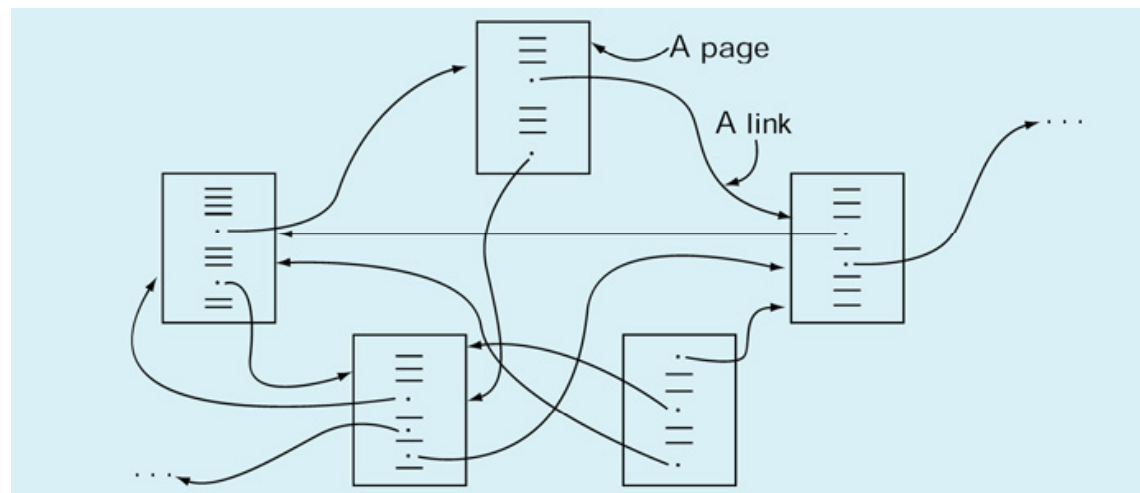 A page
A link
. . .
. . .